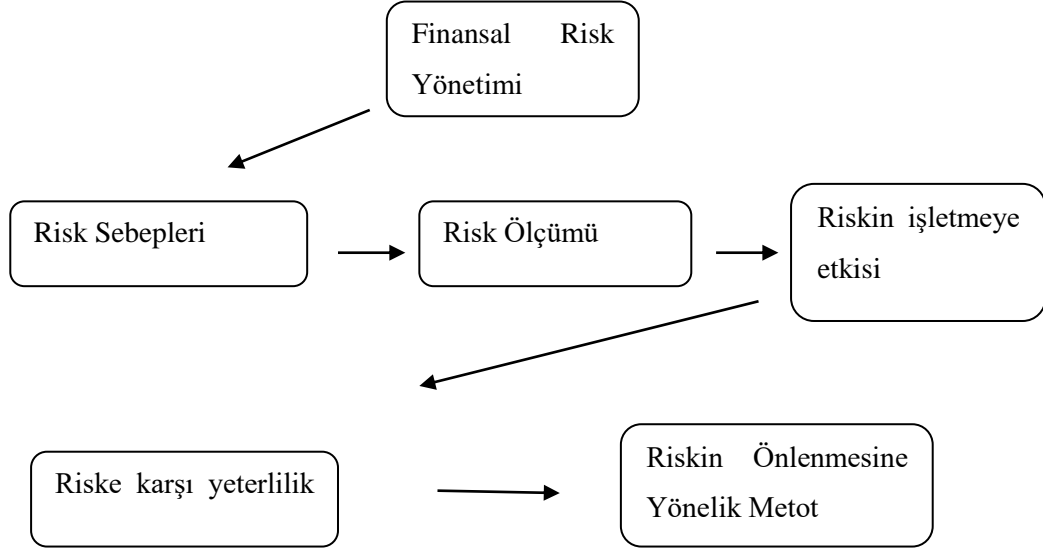 Finansal Risk
Yönetimi
Risk Sebepleri
Risk Ölçümü
Riskin işletmeye
etkisi
Riske karşı yeterlilik
Riskin Önlenmesine
Yönelik Metot